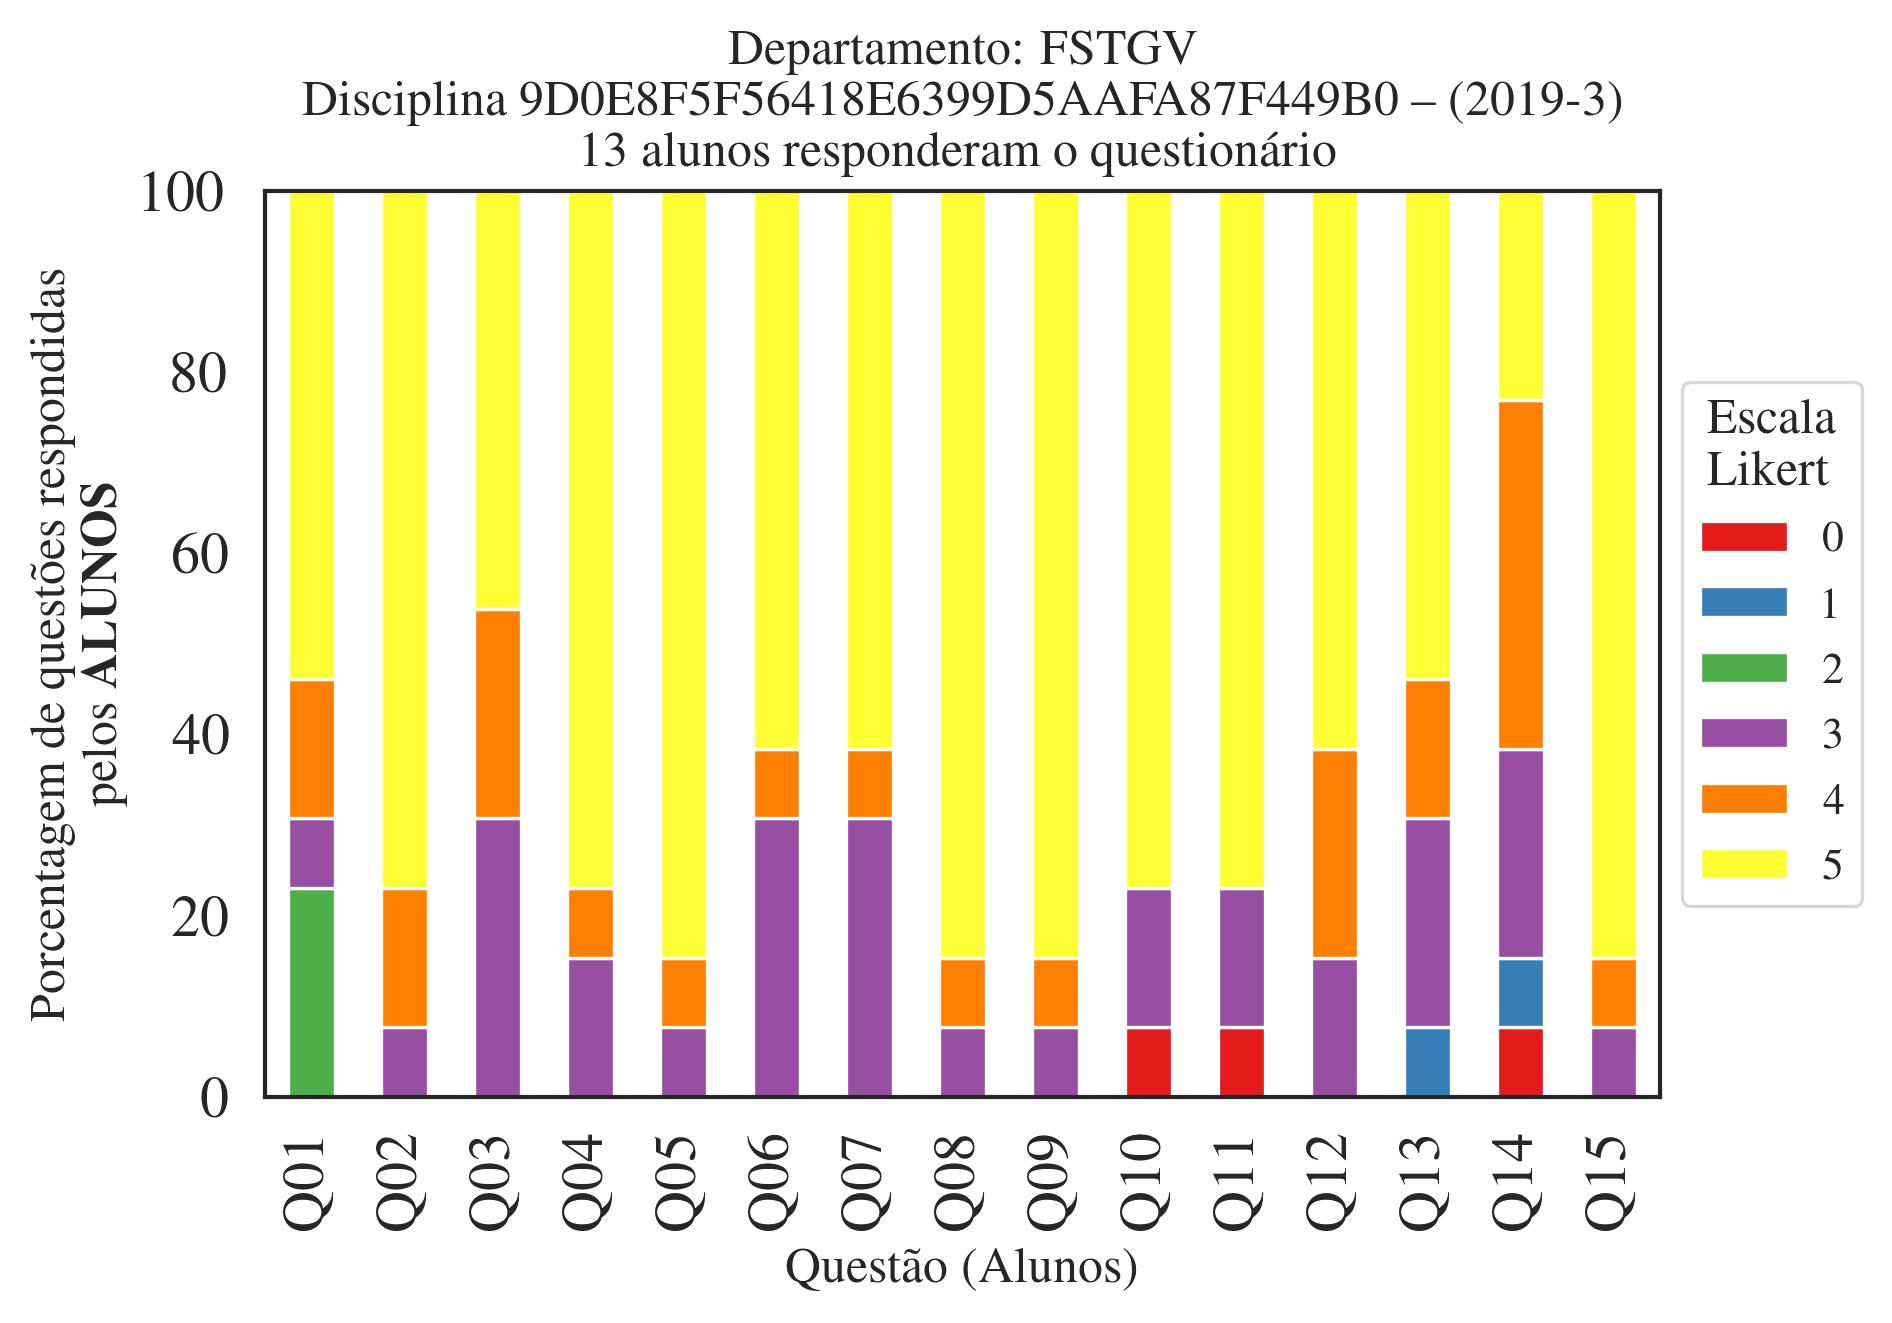 Departamento: FSTGV
Disciplina 9D0E8F5F56418E6399D5AAFA87F449B0 – (2019-3)
13 alunos responderam o questionário
100
80
60
40
20
0
Porcentagem de questões respondidas
pelos ALUNOS
Q01
Q02
Q03
Q04
Q05
Q06
Q07
Q08
Q09
Q10
Q11
Q12
Q13
Q14
Q15
Questão (Alunos)
Escala
Likert
0
1
2
3
4
5